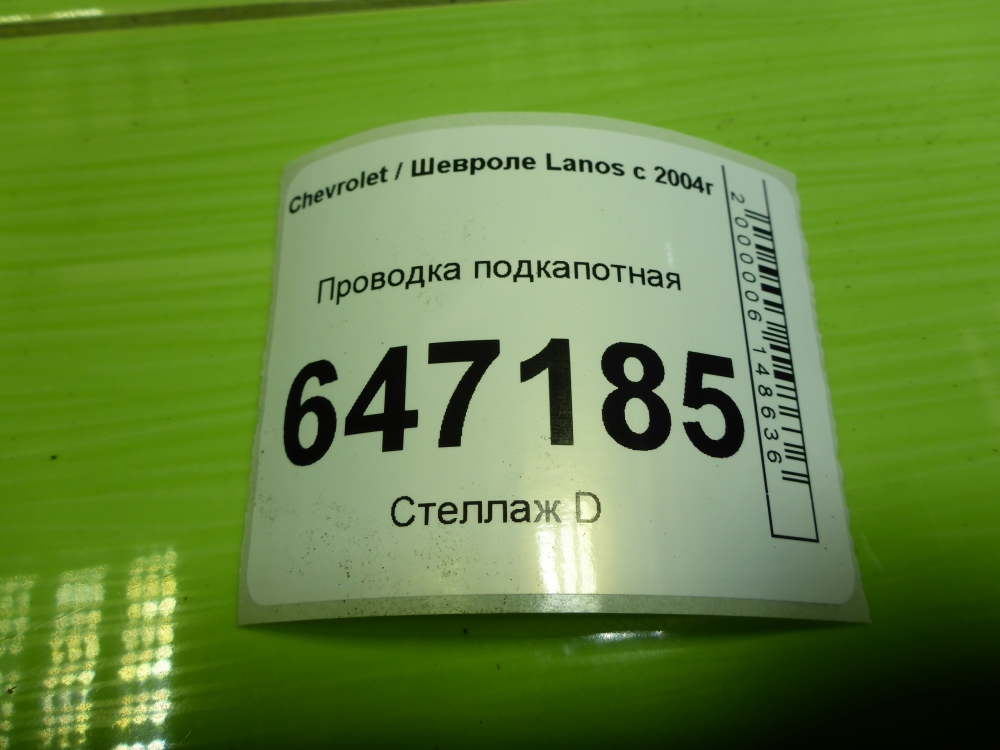 Chevrolet / Шевроле Lanos с 2004г
Проводка подкапотная
647185
Стеллаж D
2000006148636